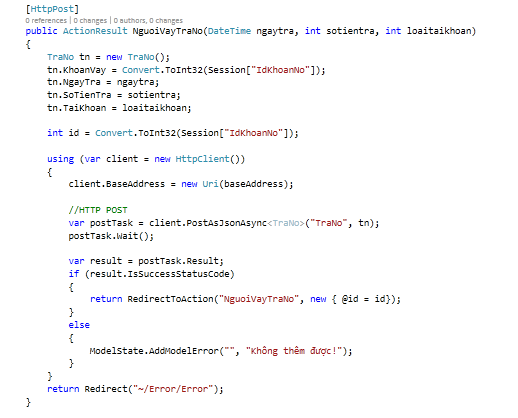 [HttpPost]
0 references | 0 changes | 0 authors, 0 changes
public ActionResult NguoiVayTraNo(DateTime ngaytra, int sotientra, int loaitaikhoan)
{
TraNo tn = new TraNo();
tn.KhoanVay = Convert.ToInt32(Session["IdKhoanNo"]);
tn.NgayTra = ngaytra;
tn.SoTienTra = sotientra;
tn.TaiKhoan = loaitaikhoan;
int id = Convert.ToInt32(Session["IdKhoanNo"]);
using (var client = new HttpClient())
{
client.BaseAddress = new Uri(baseAddress);
//HTTP POST
var postTask = client.PostAsJsonAsync<TraNo>("TraNo", tn);
postTask.Wait();
var result = postTask.Result;
if (result.IsSuccessStatusCode)
{
return RedirectToAction("NguoiVayTraNo", new { @id = id});
}
else
{
ModelState.AddModelError("", "Không thêm được!");
}
}
return Redirect("~/Error/Error");
}